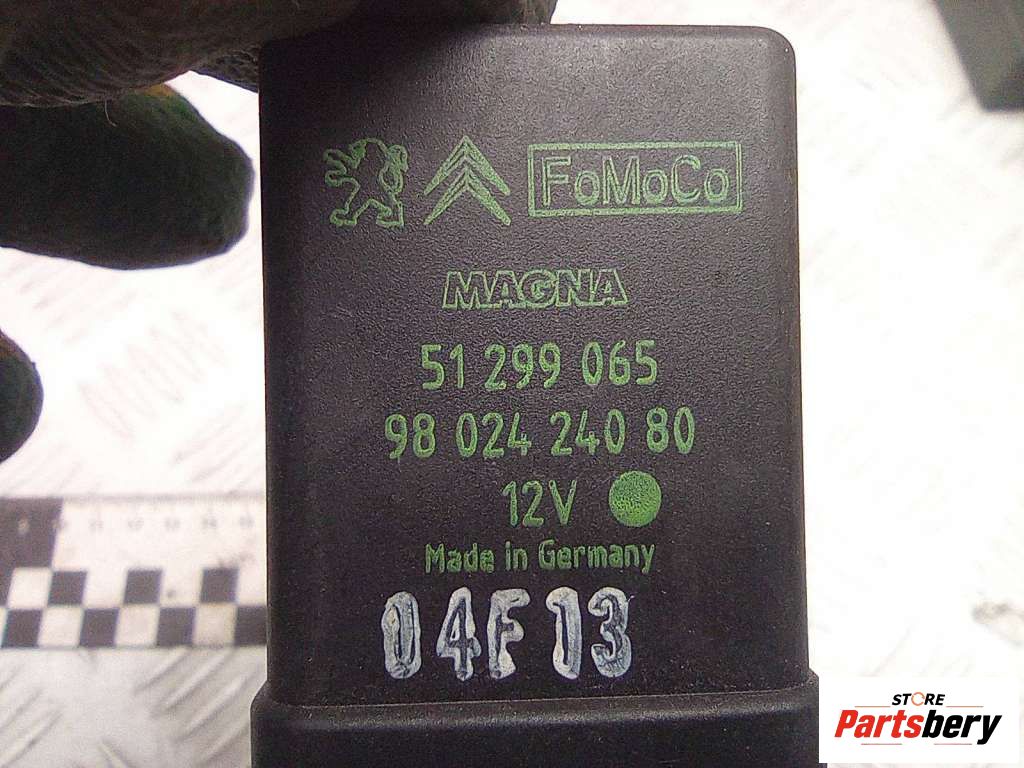 FoMoCo
MAGNA
51 299 065
98 024 240 80
12V
Made in Germany
04F13
STORE
Partsbery